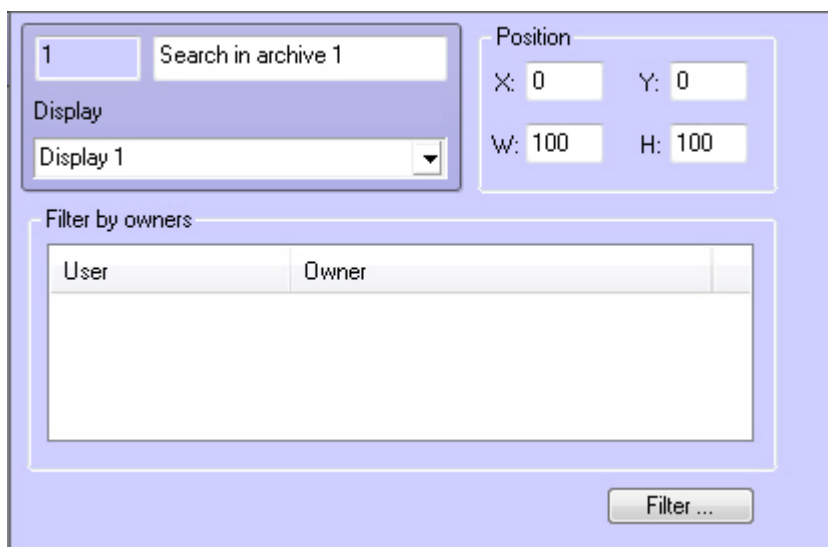 1 Search in archive 1
Display
Display 1
Position
X: 0 Y: 0
W: 100 H: 100
Filter by owners
User Owner
Filter ...